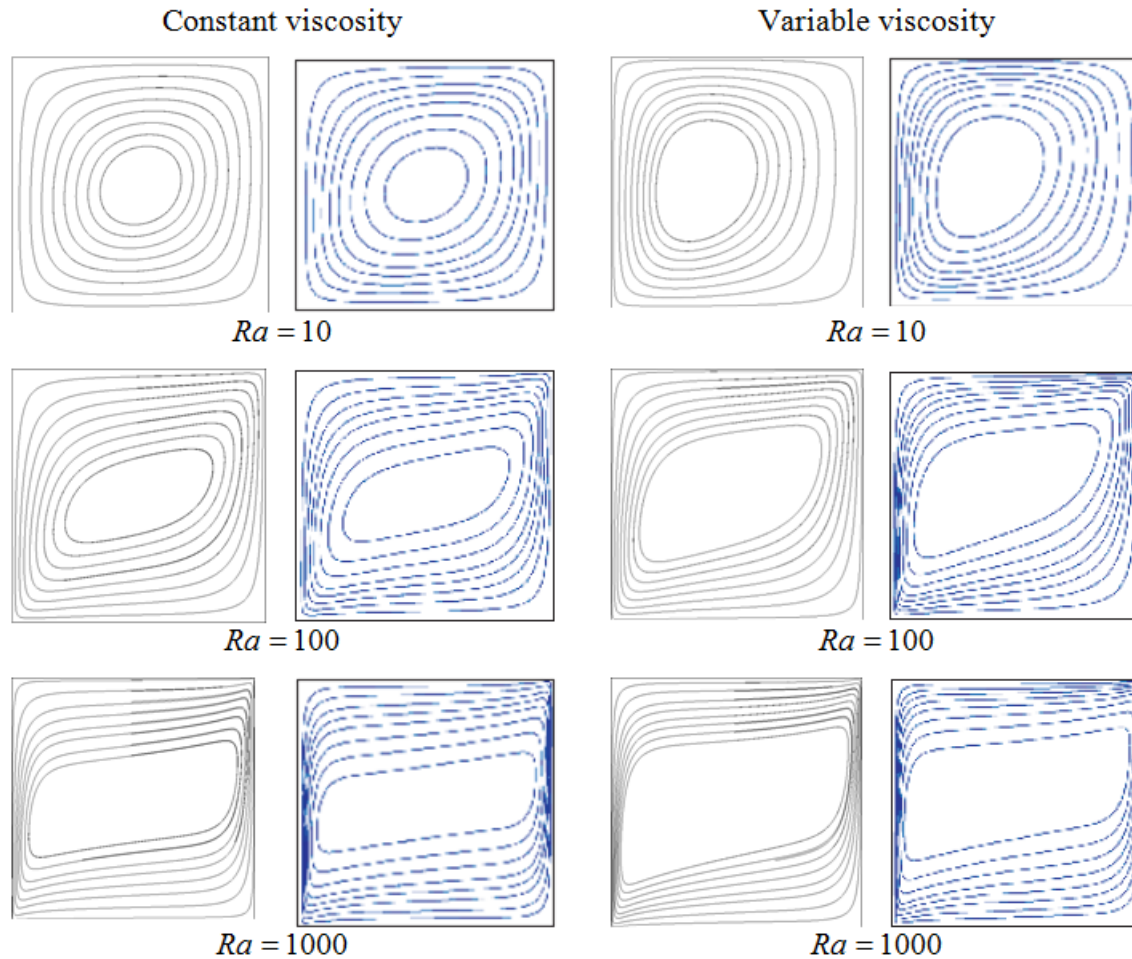 Constant viscosity Variable viscosity
Ra = 10 Ra = 10
Ra = 100 Ra = 100
Ra = 1000 Ra = 1000